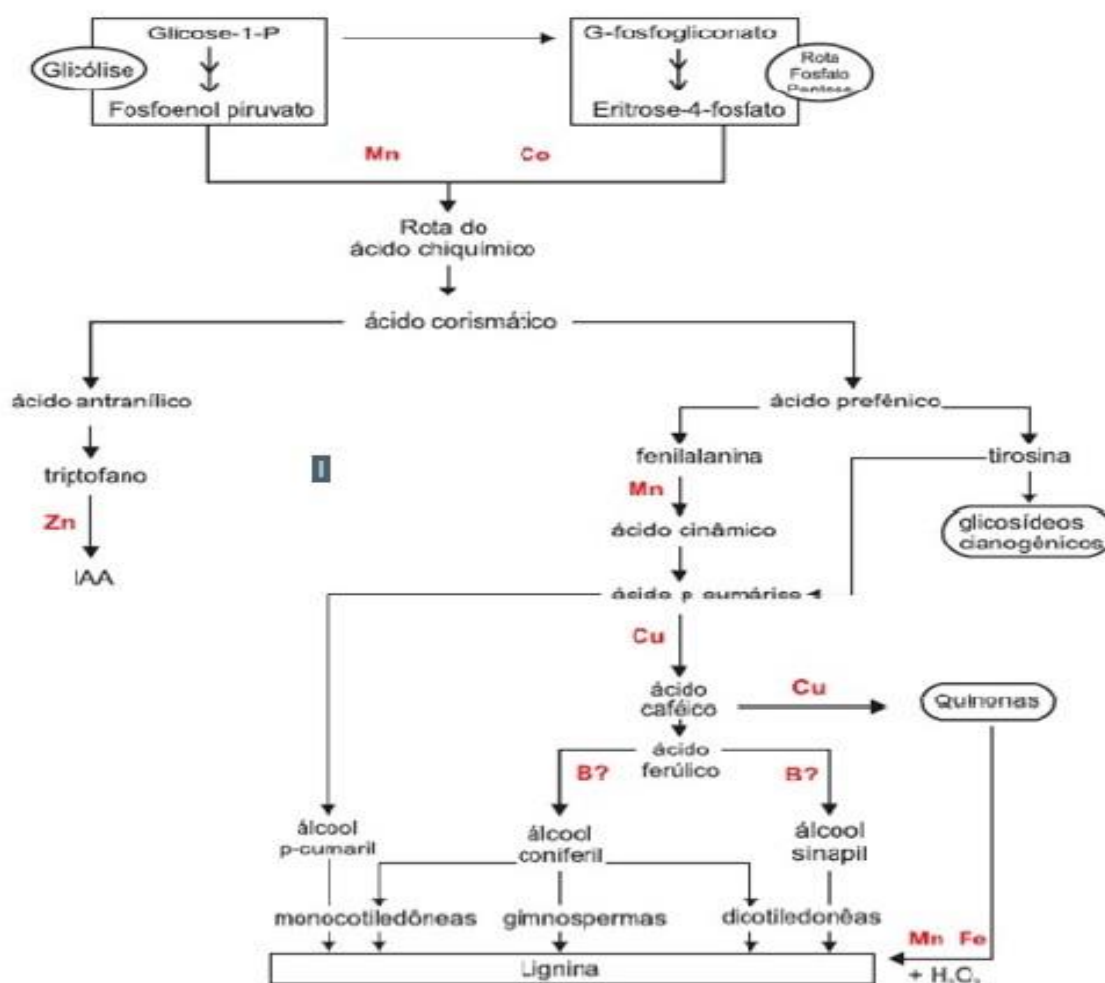 Glicose-1-P
G-fosfogliconato
Glicólise
Rota
Fosfato
Fosfoenol piruvato
Eritrose-4-fosfato
Mn
Co
Rota do
ácido chiquímico
ácido corismático
ácido antranílico
ácido prefênico
triptofano
fenilalanina
tirosina
Zn
Mn
IAA
ácido cinâmico
glicosídeos
cianogênicos
ácido
Cu
ácido
caféico
Cu
Quinonas
ácido
ferúlico
B?
B?
álcool
p-cumaril
álcool
coniferil
álcool
sinapil
monocotiledôneas
gimnospermas
dicotiledonêas
Mn Fe
Lignina